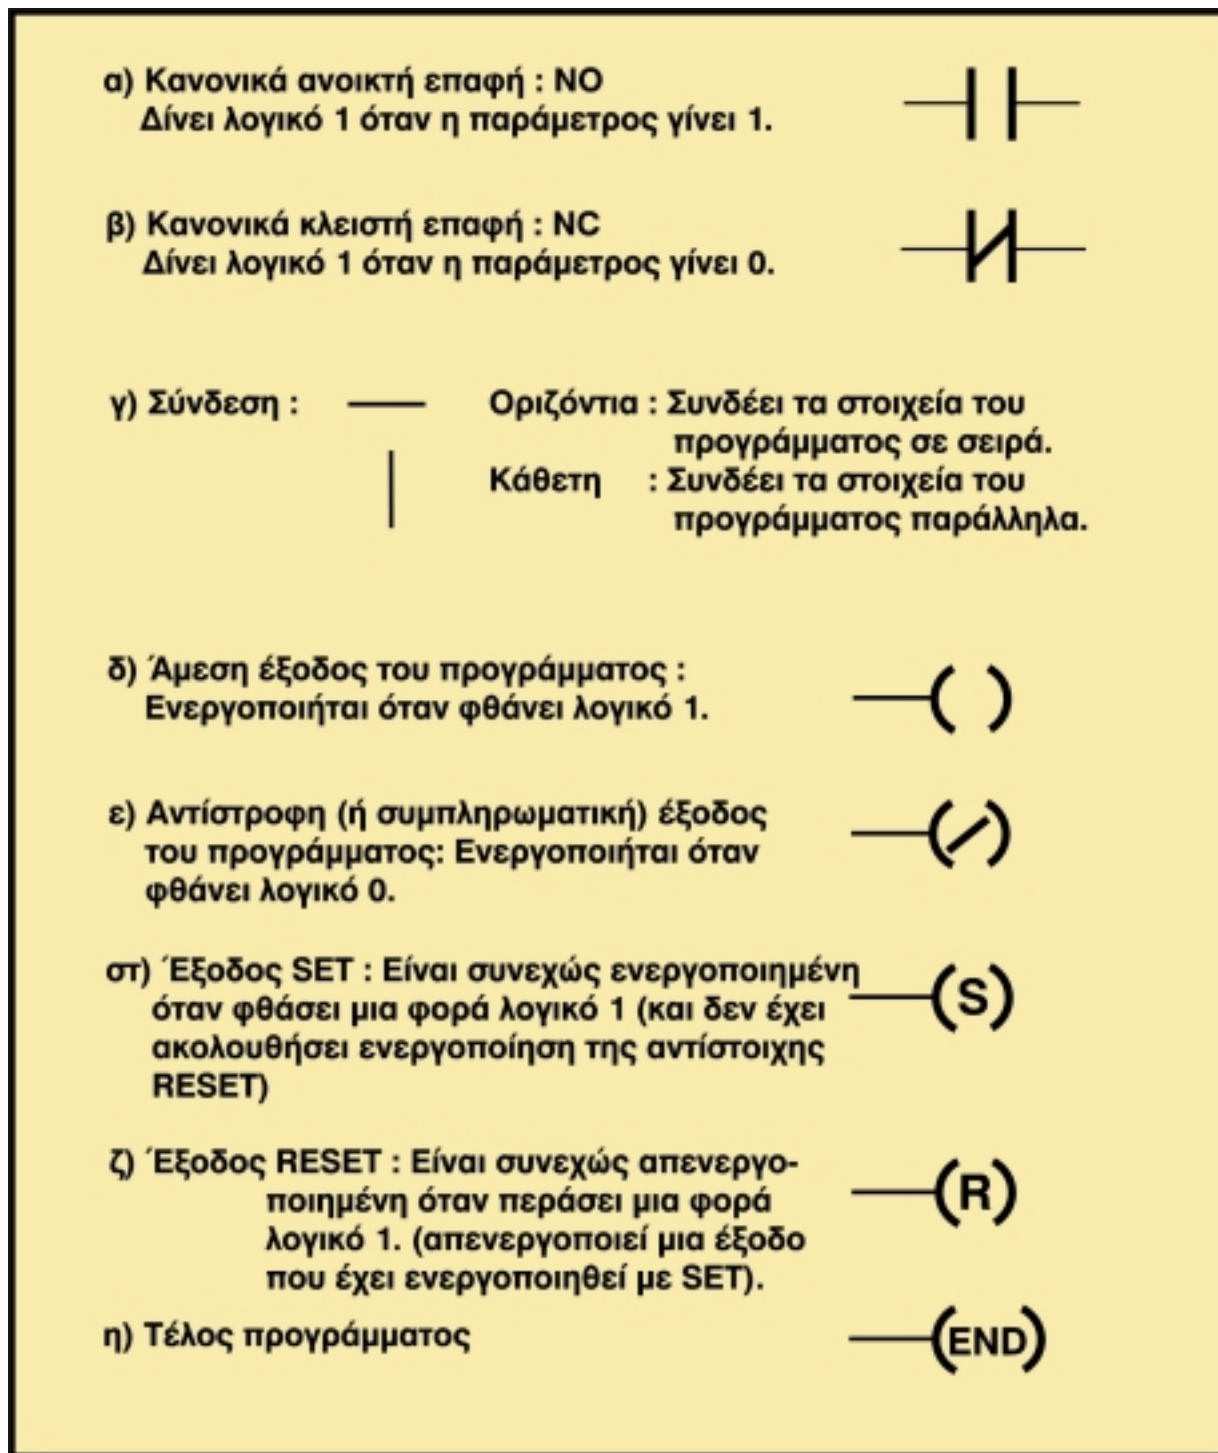 α) Κανονικά ανοικτή επαφή : NO
Δίνει λογικό 1 όταν η παράμετρος γίνει 1.
β) Κανονικά κλειστή επαφή : NC
Δίνει λογικό 1 όταν η παράμετρος γίνει 0.
γ) Σύνδεση : Οριζόντια : Συνδέει τα στοιχεία του
προγράμματος σε σειρά.
Κάθετη : Συνδέει τα στοιχεία του
προγράμματος παράλληλα.
δ) Άμεση έξοδος του προγράμματος :
Ενεργοποιήται όταν φθάνει λογικό 1.
ε) Αντίστροφη (ή συμπληρωματική) έξοδος
του προγράμματος: Ενεργοποιήται όταν
φθάνει λογικό 0.
στ) Έξοδος SET : Είναι συνεχώς ενεργοποιημένη
όταν φθάσει μια φορά λογικό 1 (και δεν έχει
ακολουθήσει ενεργοποίηση της αντίστοιχης
RESET)
(S)
ζ) Έξοδος RESET : Είναι συνεχώς απενεργο-
ποιημένη όταν περάσει μια φορά
λογικό 1. (απενεργοποιεί μια έξοδο
που έχει ενεργοποιηθεί με SET).
(R)
η) Τέλος προγράμματος (END)